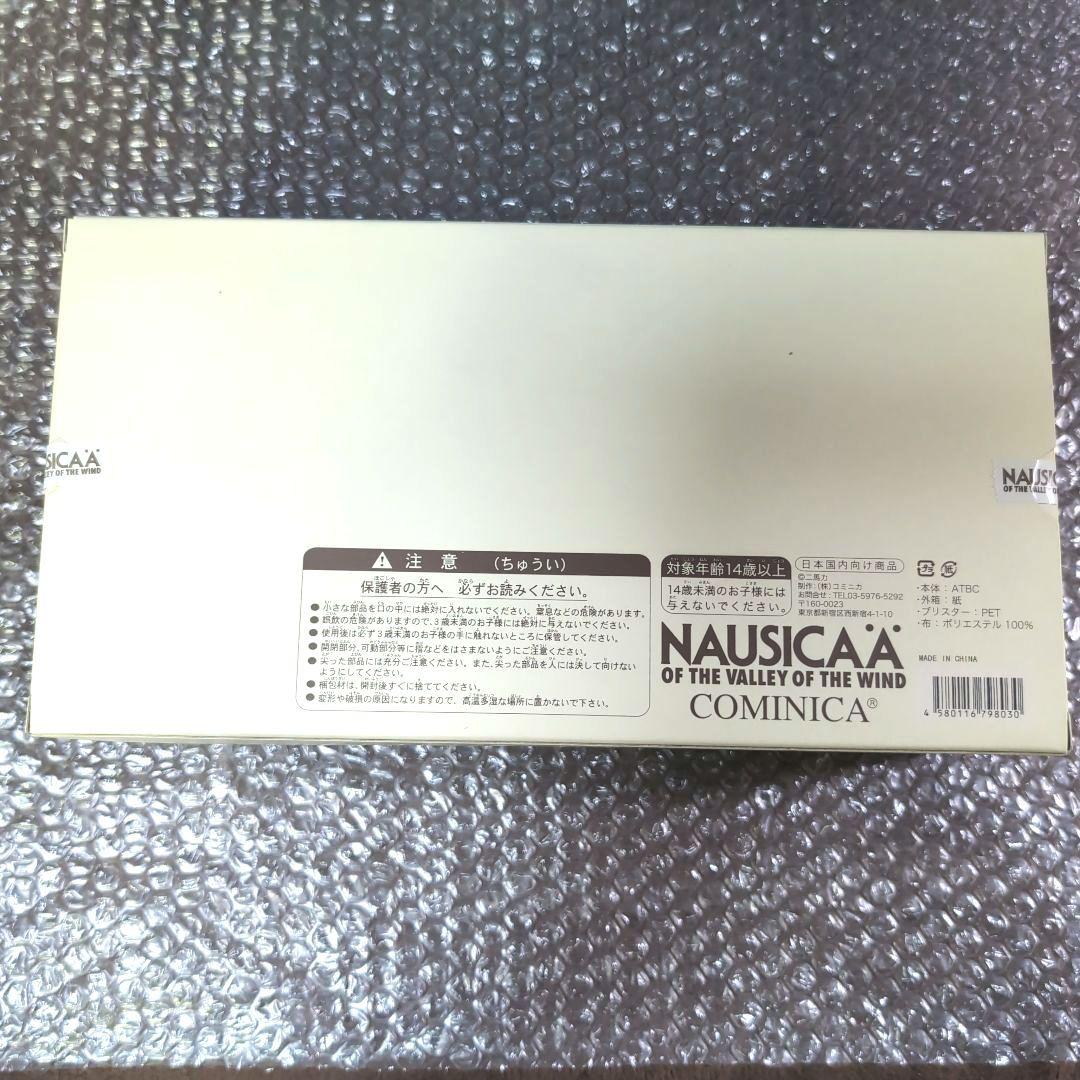 SICAÄ
LEY OF THE WIND
NAUSIC
OF THE VALLEY O
注意 （ちゅうい）
保護者の方へ 必ずお読みください。
●小さな部品を口の中には絶対に入れないでください。窒息などの危険があります。
●誤飲の危険がありますので、3歳未満のお子様には絶対に与えないでください。
●使用後は必ず3歳未満のお子様の手に触れないところに保管してください。
●開閉部分、可動部分等に指などをはさまないようにご注意ください。
●尖った部品には充分ご注意ください。また、尖った部品を人には決して向けない
ようにしてください。
●梱包材は、開封後すぐに捨ててください。
●変形や破損の原因になりますので、高温多湿な場所に置かないで下さい。
対象年齢14歳以上
14歳未満のお子様には
与えないでください。
日本国内向け商品
©二馬力
制作：（株）コミニカ
お問合せ：TEL03-5976-5292
〒160-0023
東京都新宿区西新宿4-1-10
プラ 紙
・本体：ATBC
・外箱：紙
・ブリスター：PET
・布：ポリエステル 100%
NAUSICAÄ
OF THE VALLEY OF THE WIND
COMINICA®
MADE IN CHINA
4 580116 798030